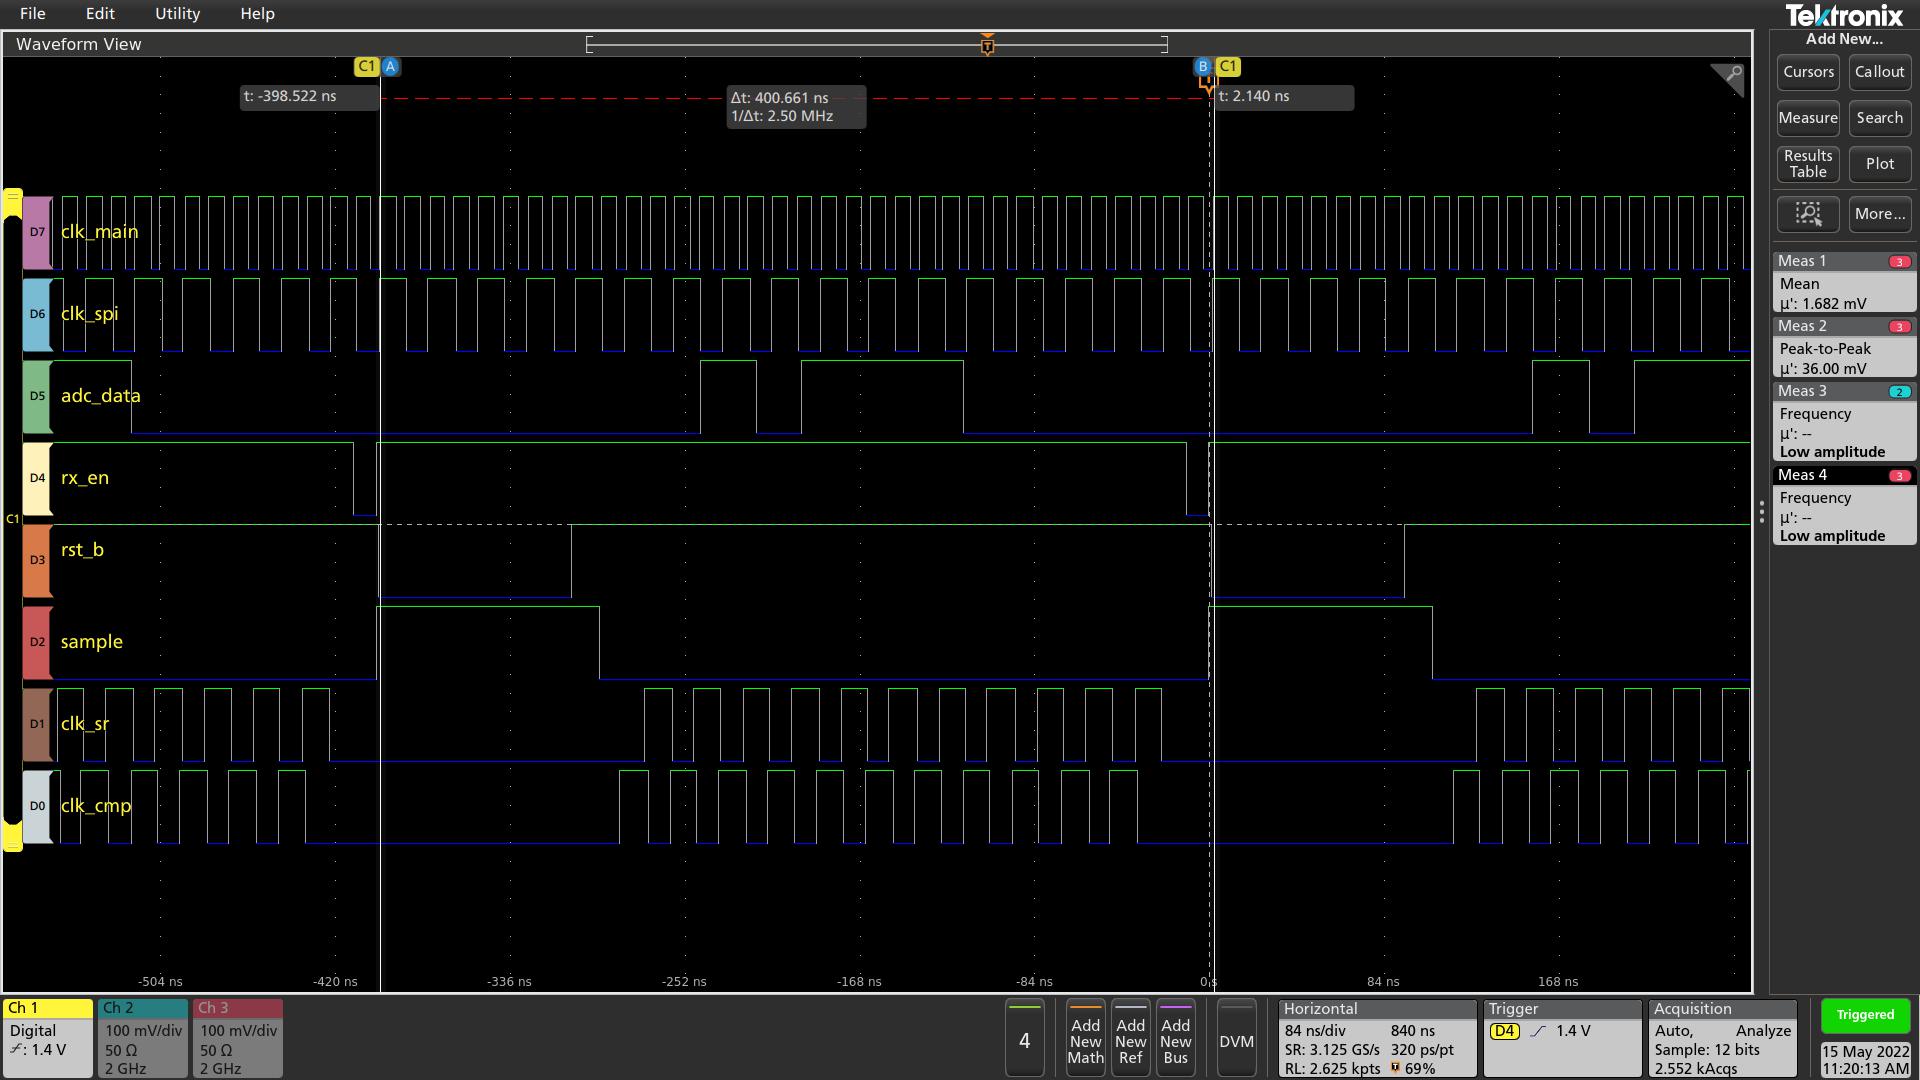 File Edit Utility Help
Tektronix
Waveform View
Add New...
C1 A
B C1
T
t: -398.522 ns
Δt: 400.661 ns
1/Δt: 2.50 MHz
t: 2.140 ns
Cursors Callout
Measure Search
Results
Table
Plot
More...
D7 clk_main
D6 clk_spi
D5 adc_data
D4 rx_en
C1
D3 rst_b
D2 sample
D1 clk_sr
D0 clk_cmp
Meas 1 3
Mean
μ': 1.682 mV
Meas 2 3
Peak-to-Peak
μ': 36.00 mV
Meas 3 2
Frequency
μ': --
Low amplitude
Meas 4 3
Frequency
μ': --
Low amplitude
-504 ns -420 ns -336 ns -252 ns -168 ns -84 ns 0 s 84 ns 168 ns
Ch 1
Digital
: 1.4 V
Ch 2
100 mV/div
50 Ω
2 GHz
Ch 3
100 mV/div
50 Ω
2 GHz
4
Add
New
Math
Add
New
Ref
Add
New
Bus
DVM
Horizontal
84 ns/div 840 ns
SR: 3.125 GS/s 320 ps/pt
RL: 2.625 kpts T 69%
Trigger
D4 1.4 V
Acquisition
Auto, Analyze
Sample: 12 bits
2.552 kAcqs
Triggered
15 May 2022
11:20:13 AM